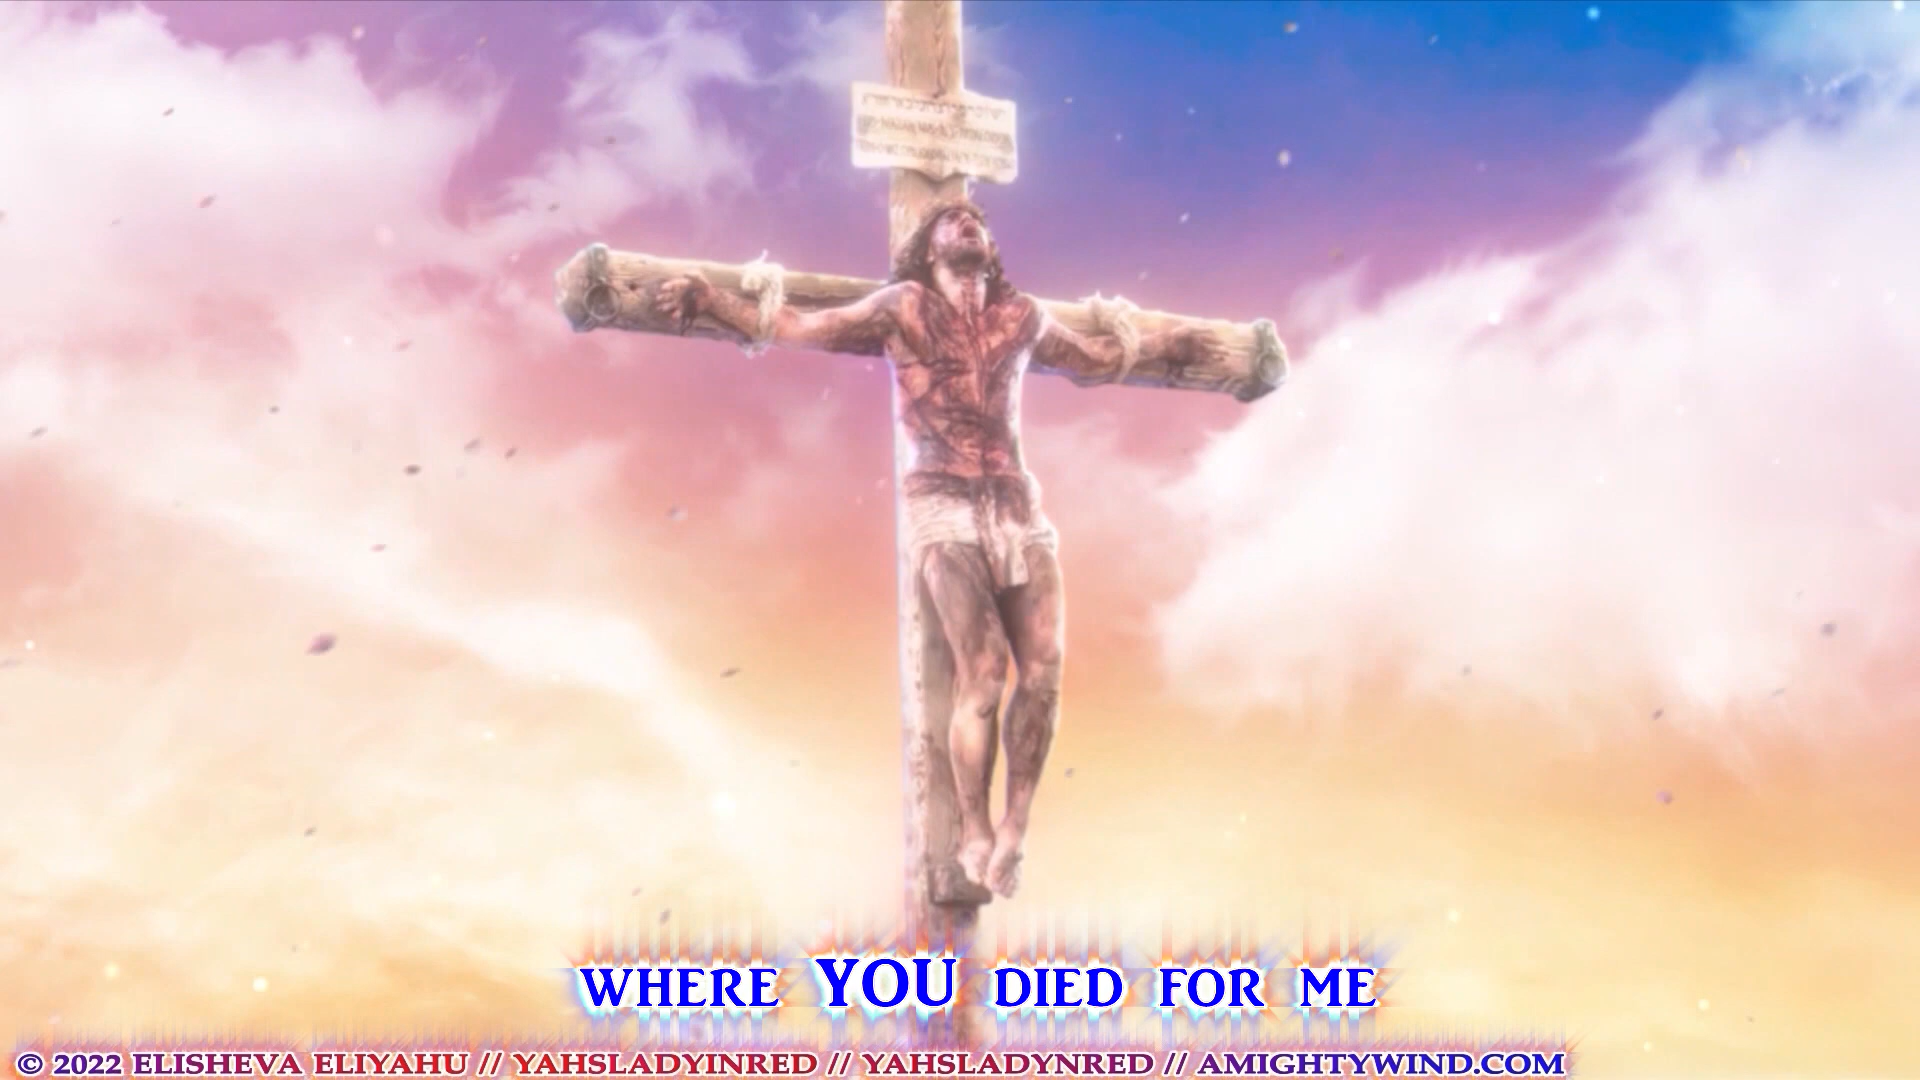 WHERE YOU DIED FOR ME
© 2022 ELISHEVA ELIYAHU // YAHSLADYINRED // YAHSLADYNRED // AMIGHTYWIND.COM